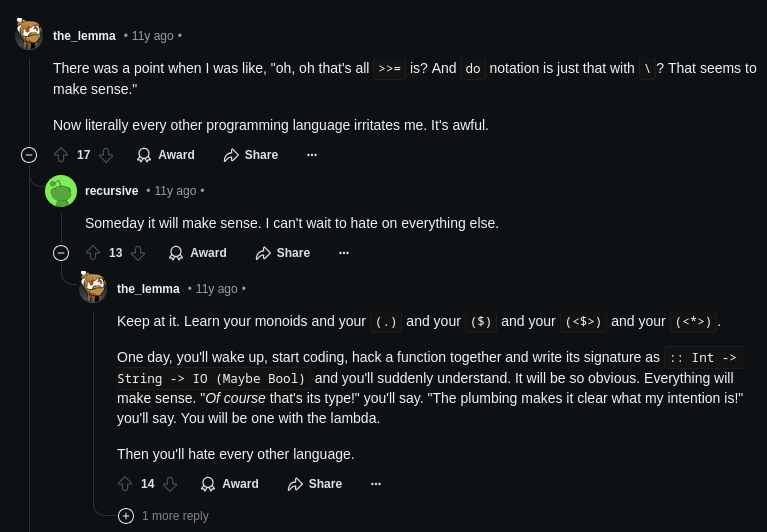 the_lemma • 11y ago •
There was a point when I was like, "oh, oh that's all >>= is? And do notation is just that with \? That seems to
make sense."
Now literally every other programming language irritates me. It's awful.
17 Award Share ...
recursive • 11y ago •
Someday it will make sense. I can't wait to hate on everything else.
13 Award Share ...
the_lemma • 11y ago •
Keep at it. Learn your monoids and your (.) and your ($) and your (<$>) and your (<*>).
One day, you'll wake up, start coding, hack a function together and write its signature as :: Int ->
String -> IO (Maybe Bool) and you'll suddenly understand. It will be so obvious. Everything will
make sense. "Of course that's its type!" you'll say. "The plumbing makes it clear what my intention is!"
you'll say. You will be one with the lambda.
Then you'll hate every other language.
14 Award Share ...
1 more reply